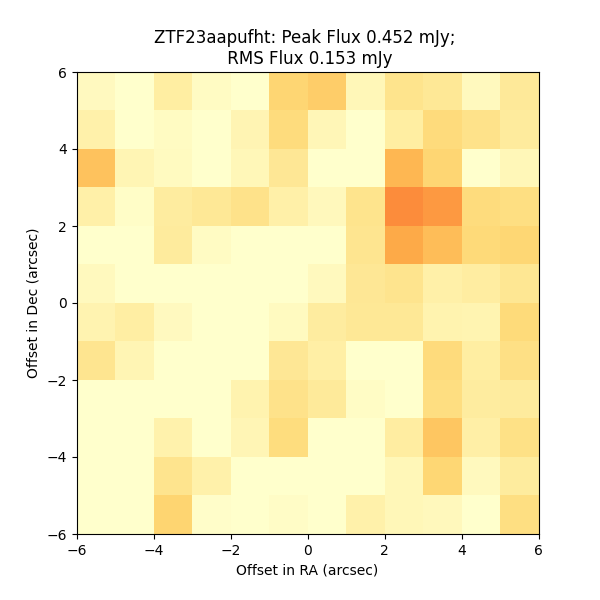 ZTF23aapufht: Peak Flux 0.452 mJy;
RMS Flux 0.153 mJy
6
4
2
0
−2
−4
−6
Offset in Dec (arcsec)
−6 −4 −2 0 2 4 6
Offset in RA (arcsec)